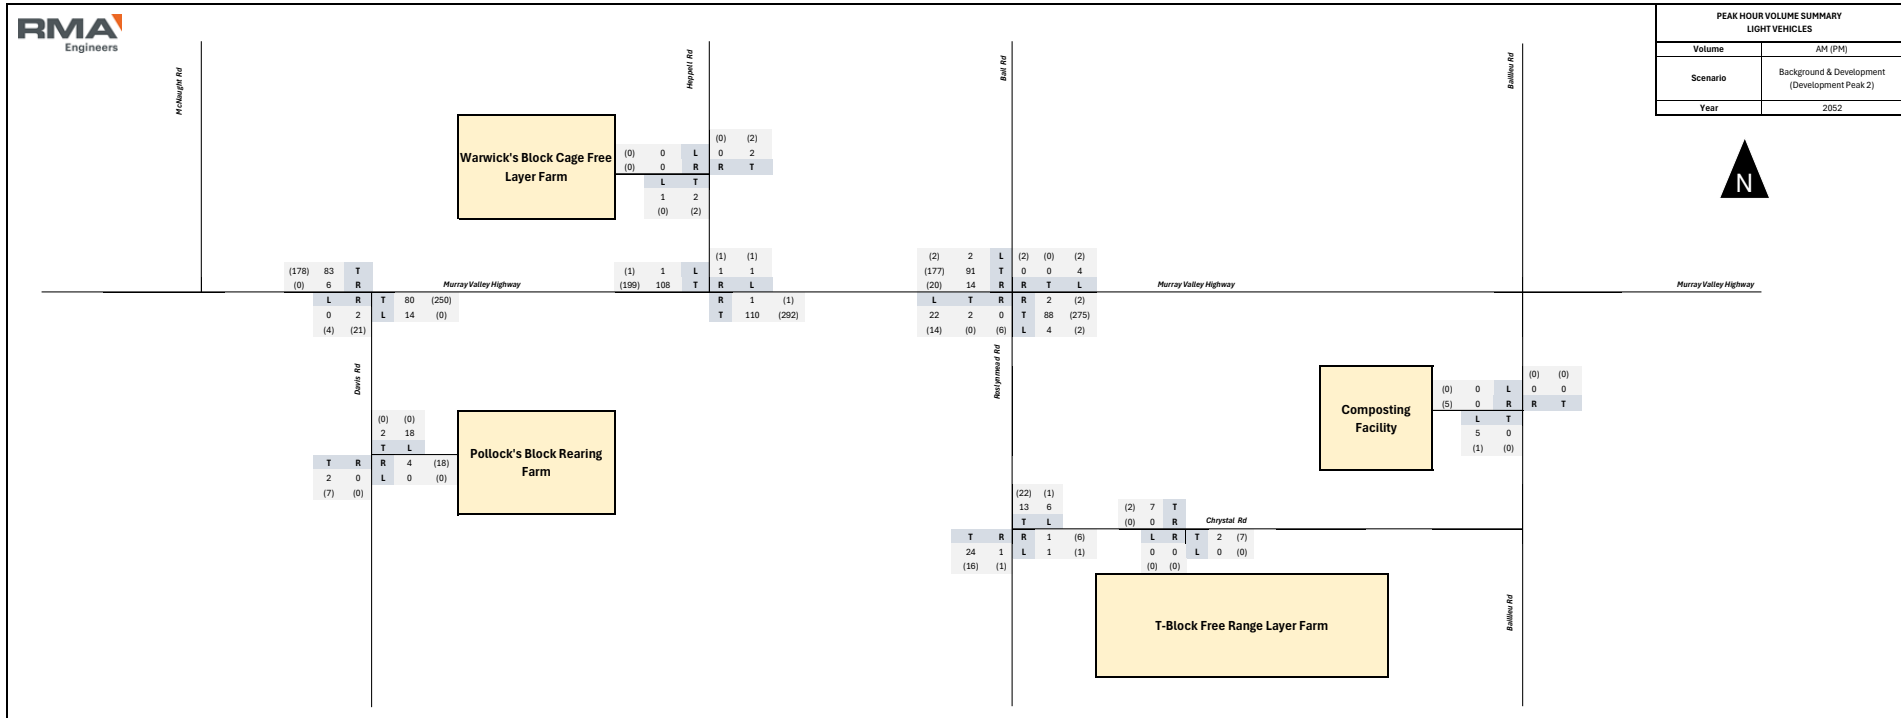 RMA
Engineers
PEAK HOUR VOLUME SUMMARY
LIGHT VEHICLES
Volume AM (PM)
Scenario Background & Development
(Development Peak 2)
Year 2052
N
McNaught Rd
Heppell Rd
Ball Rd
Baillieu Rd
Warwick's Block Cage Free
Layer Farm
(0) (2)
(0) 0 L 0 2
(0) 0 R R T
L T
1 2
(0) (2)
(178) 83 T
(0) 6 R
Murray Valley Highway
L R T 80 (250)
0 2 L 14 (0)
(4) (21)
(1) (1)
(1) 1 L 1 1
(199) 108 T R L
R 1 (1)
T 110 (292)
(2) 2 L (2) (0) (2)
(177) 91 T 0 0 4
(20) 14 R R T L
L T R R 2 (2)
22 2 0 T 88 (275)
(14) (0) (6) L 4 (2)
Murray Valley Highway
Murray Valley Highway
Davis Rd
Roslynmead Rd
(0) (0)
2 18
T L
T R R 4 (18)
2 0 L 0 (0)
(7) (0)
Pollock's Block Rearing
Farm
Composting
Facility
(0) (0)
(0) 0 L 0 0
(5) 0 R R T
L T
5 0
(1) (0)
(22) (1)
13 6
T L
T R R 1 (6)
24 1 L 1 (1)
(16) (1)
(2) 7 T
(0) 0 R
Chrystal Rd
L R T 2 (7)
0 0 L 0 (0)
(0) (0)
T-Block Free Range Layer Farm
Baillieu Rd